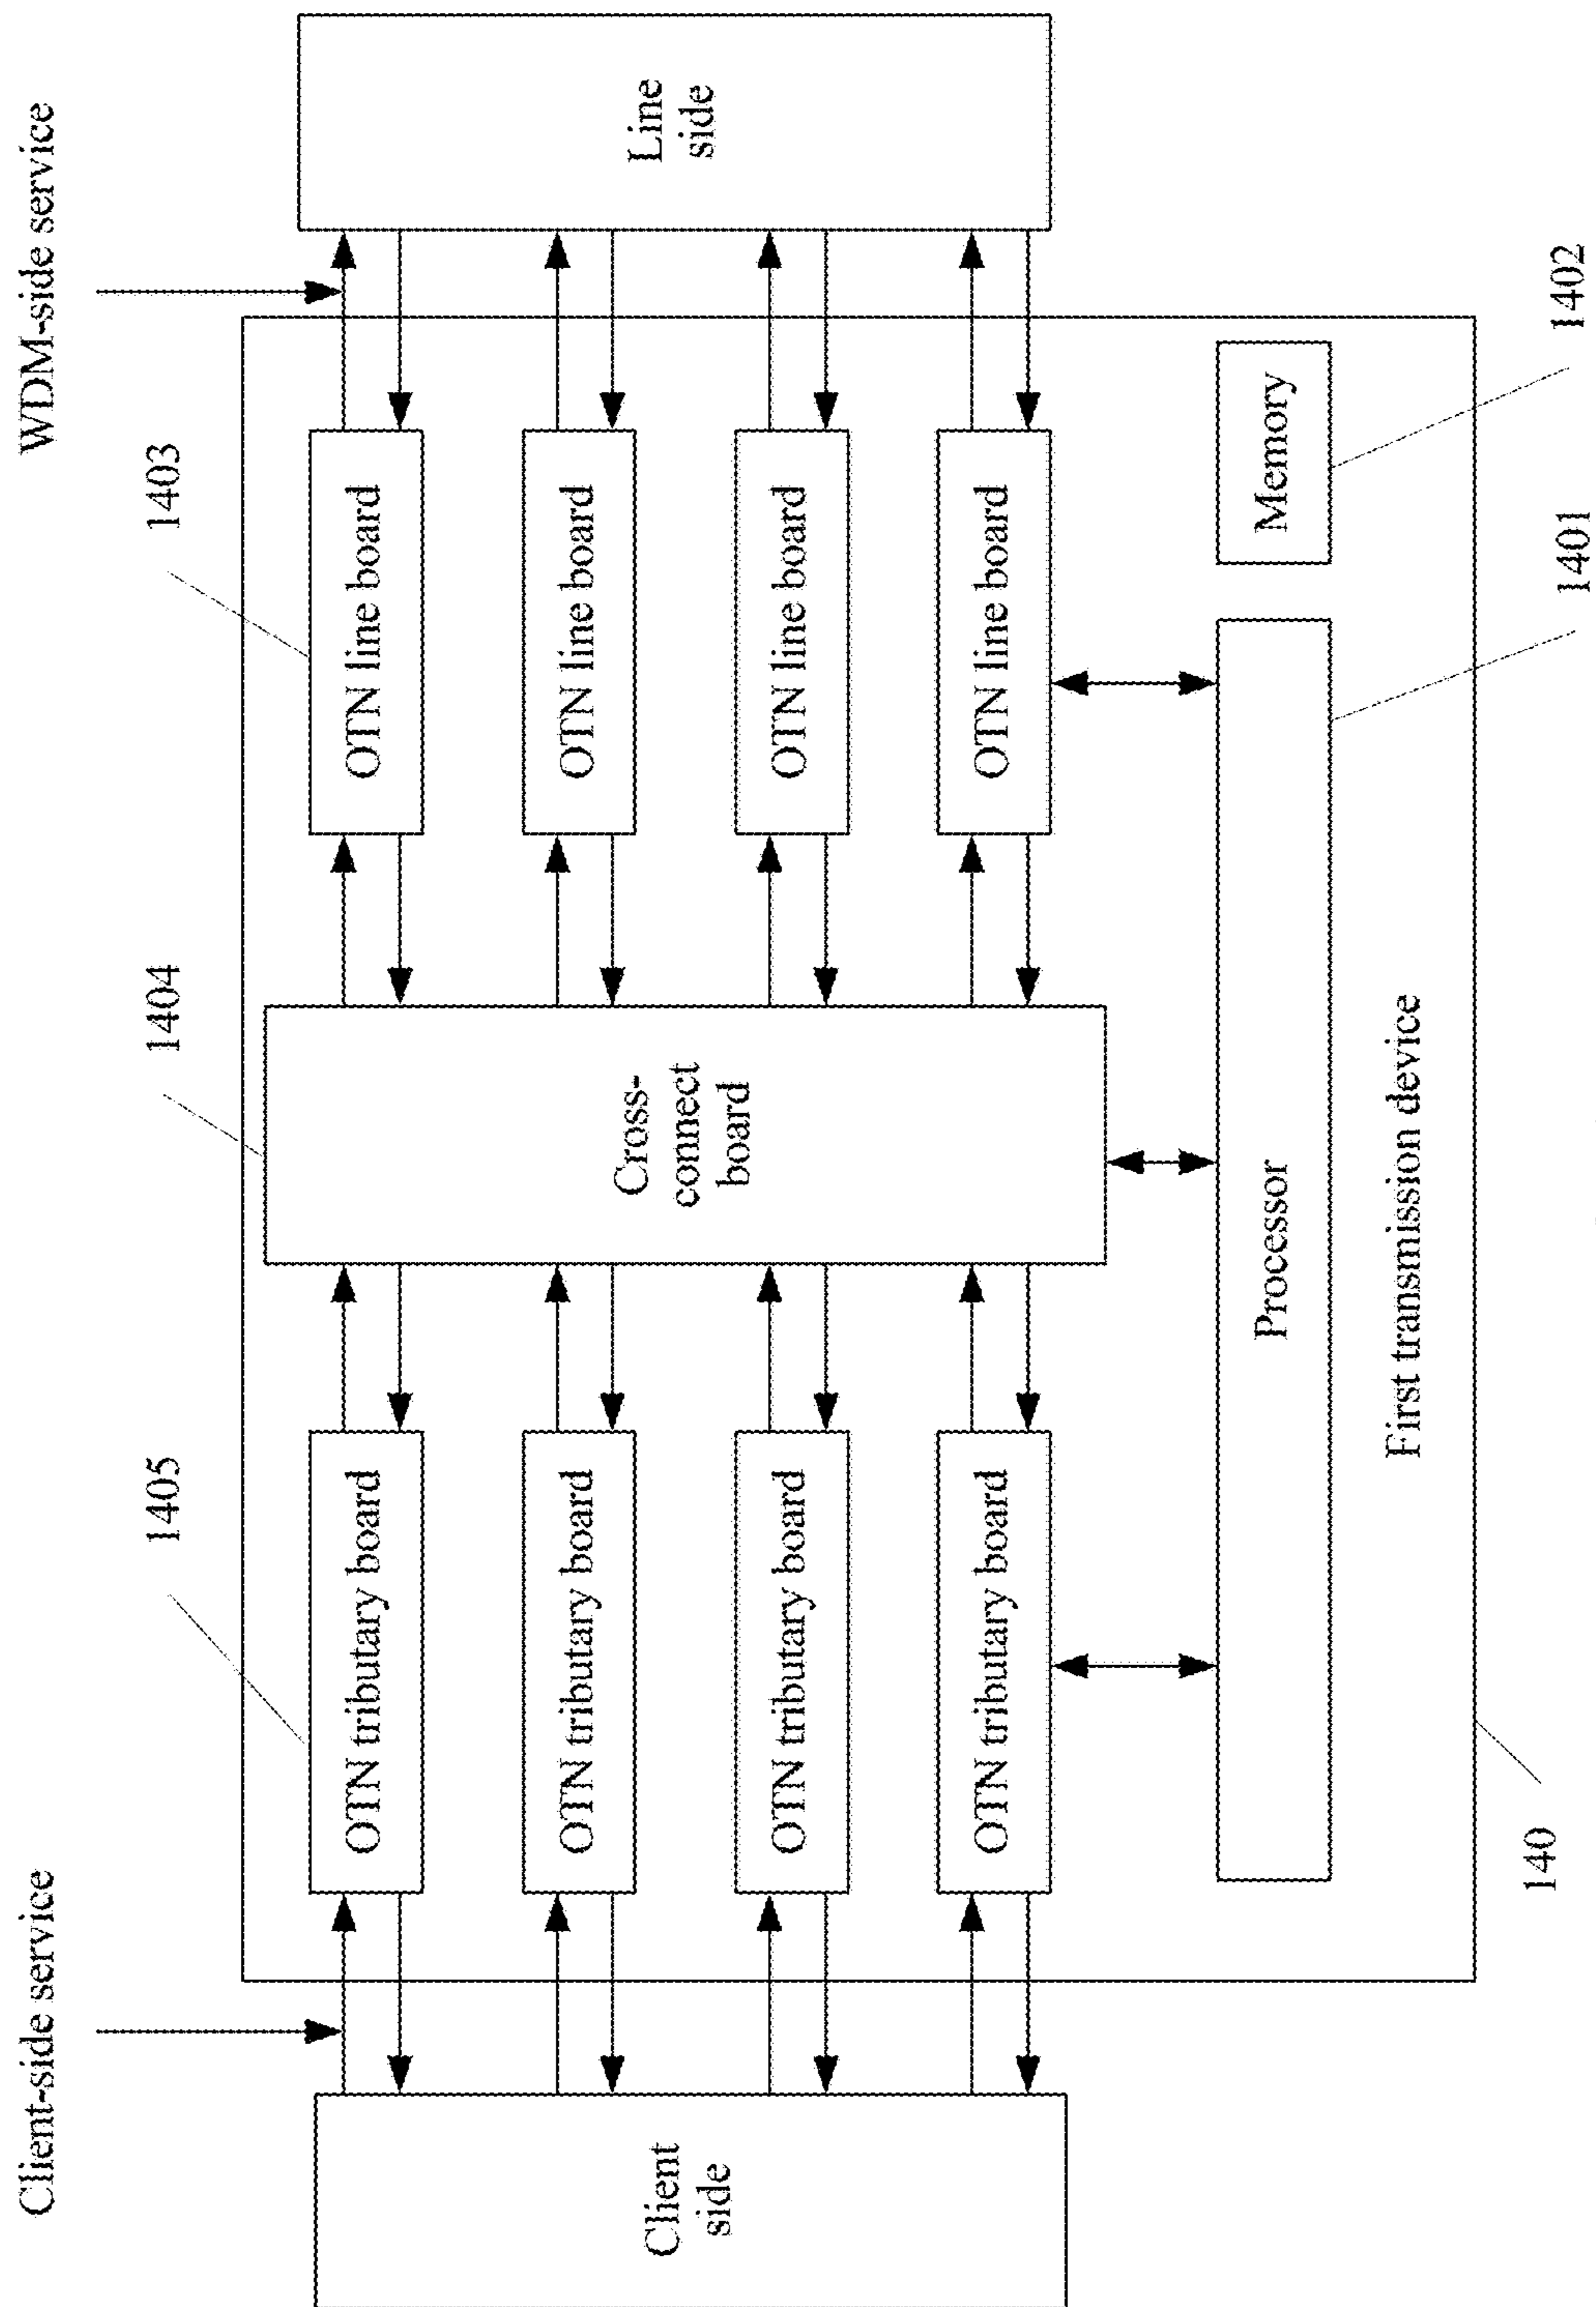 Client-side service
WDM-side service
1405
1404
1403
Client
side
OTN tributary board
OTN tributary board
OTN tributary board
OTN tributary board
Cross-
connect
board
OTN line board
OTN line board
OTN line board
OTN line board
Line
side
Processor
Memory
First transmission device
140
1401
1402